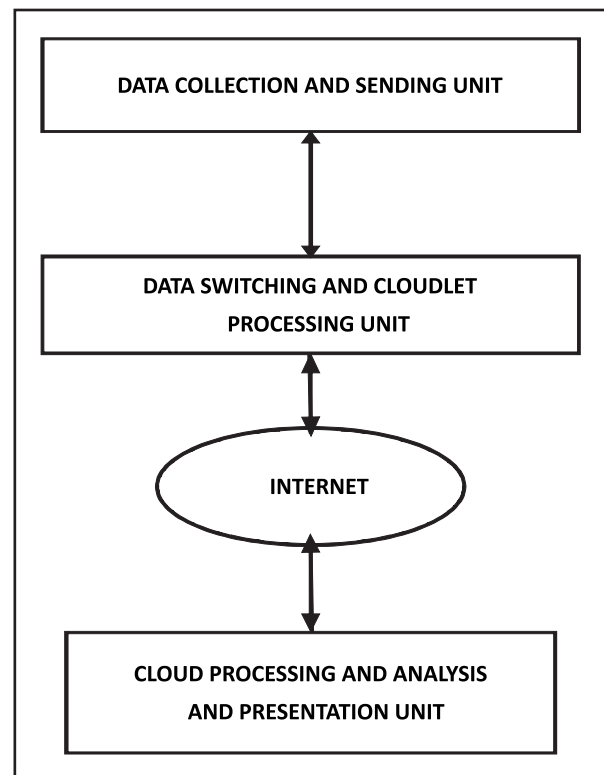 DATA COLLECTION AND SENDING UNIT
DATA SWITCHING AND CLOUDLET
PROCESSING UNIT
INTERNET
CLOUD PROCESSING AND ANALYSIS
AND PRESENTATION UNIT